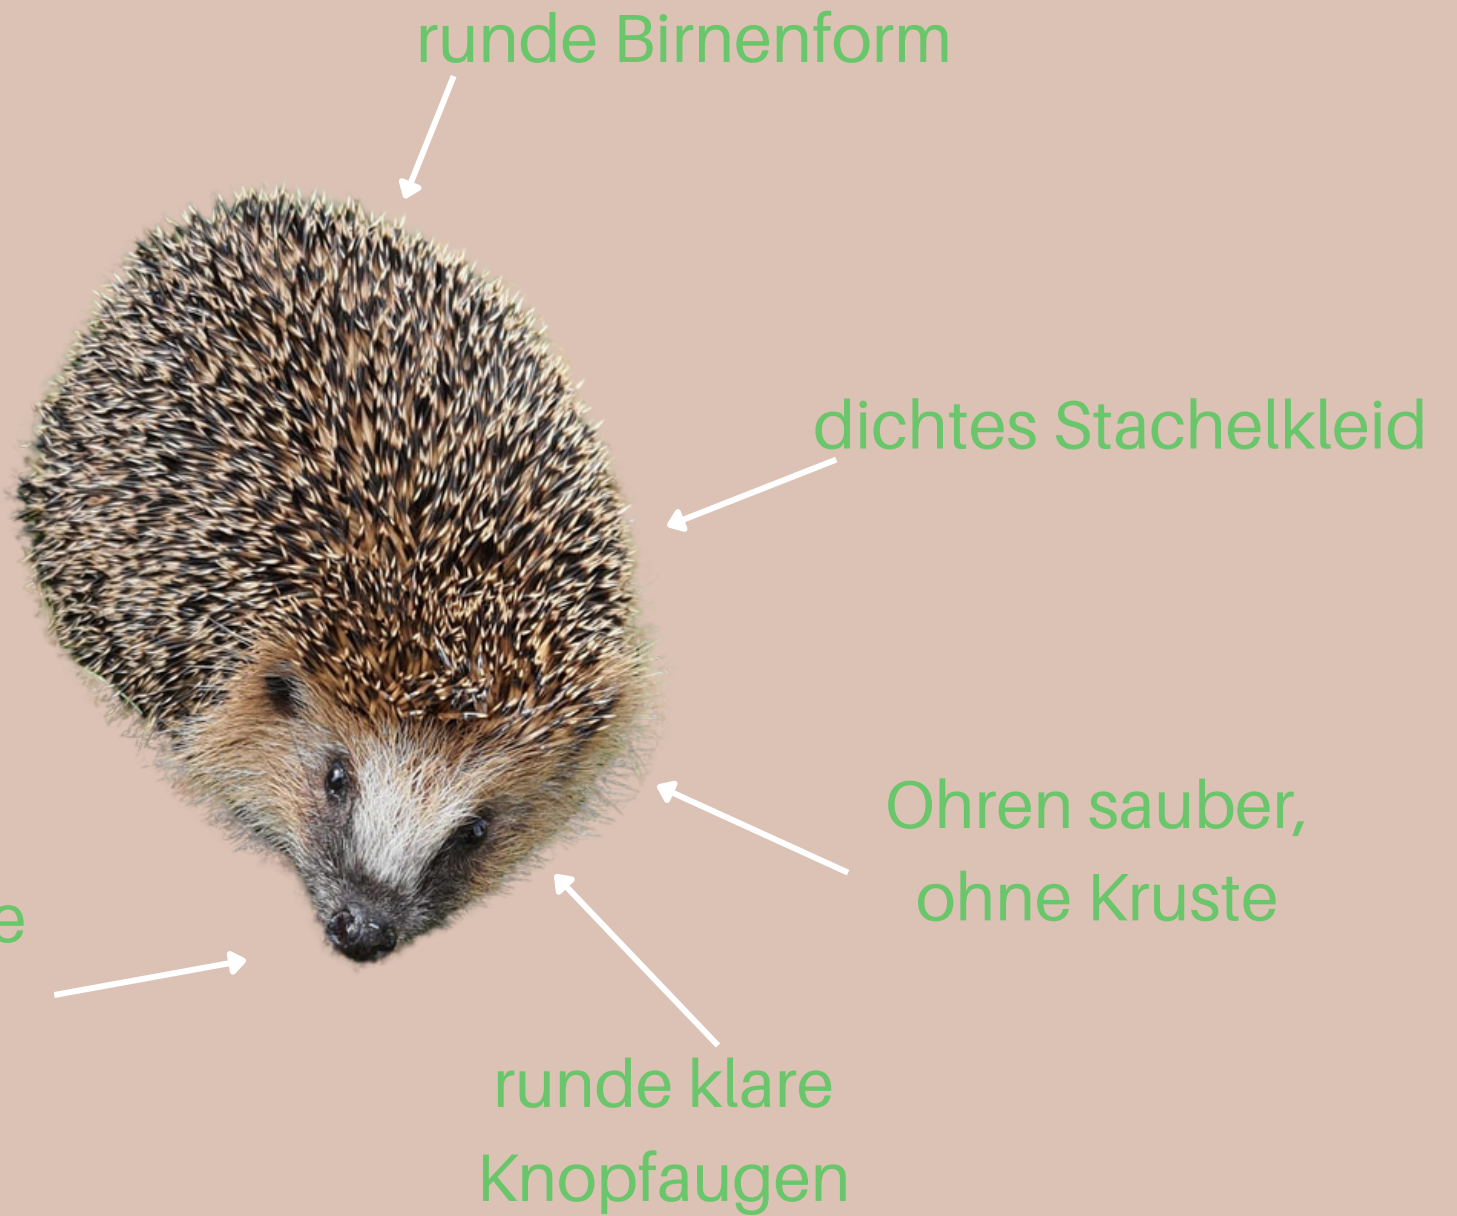 runde Birnenform
dichtes Stachelkleid
Ohren sauber,
ohne Kruste
runde klare
Knopfaugen